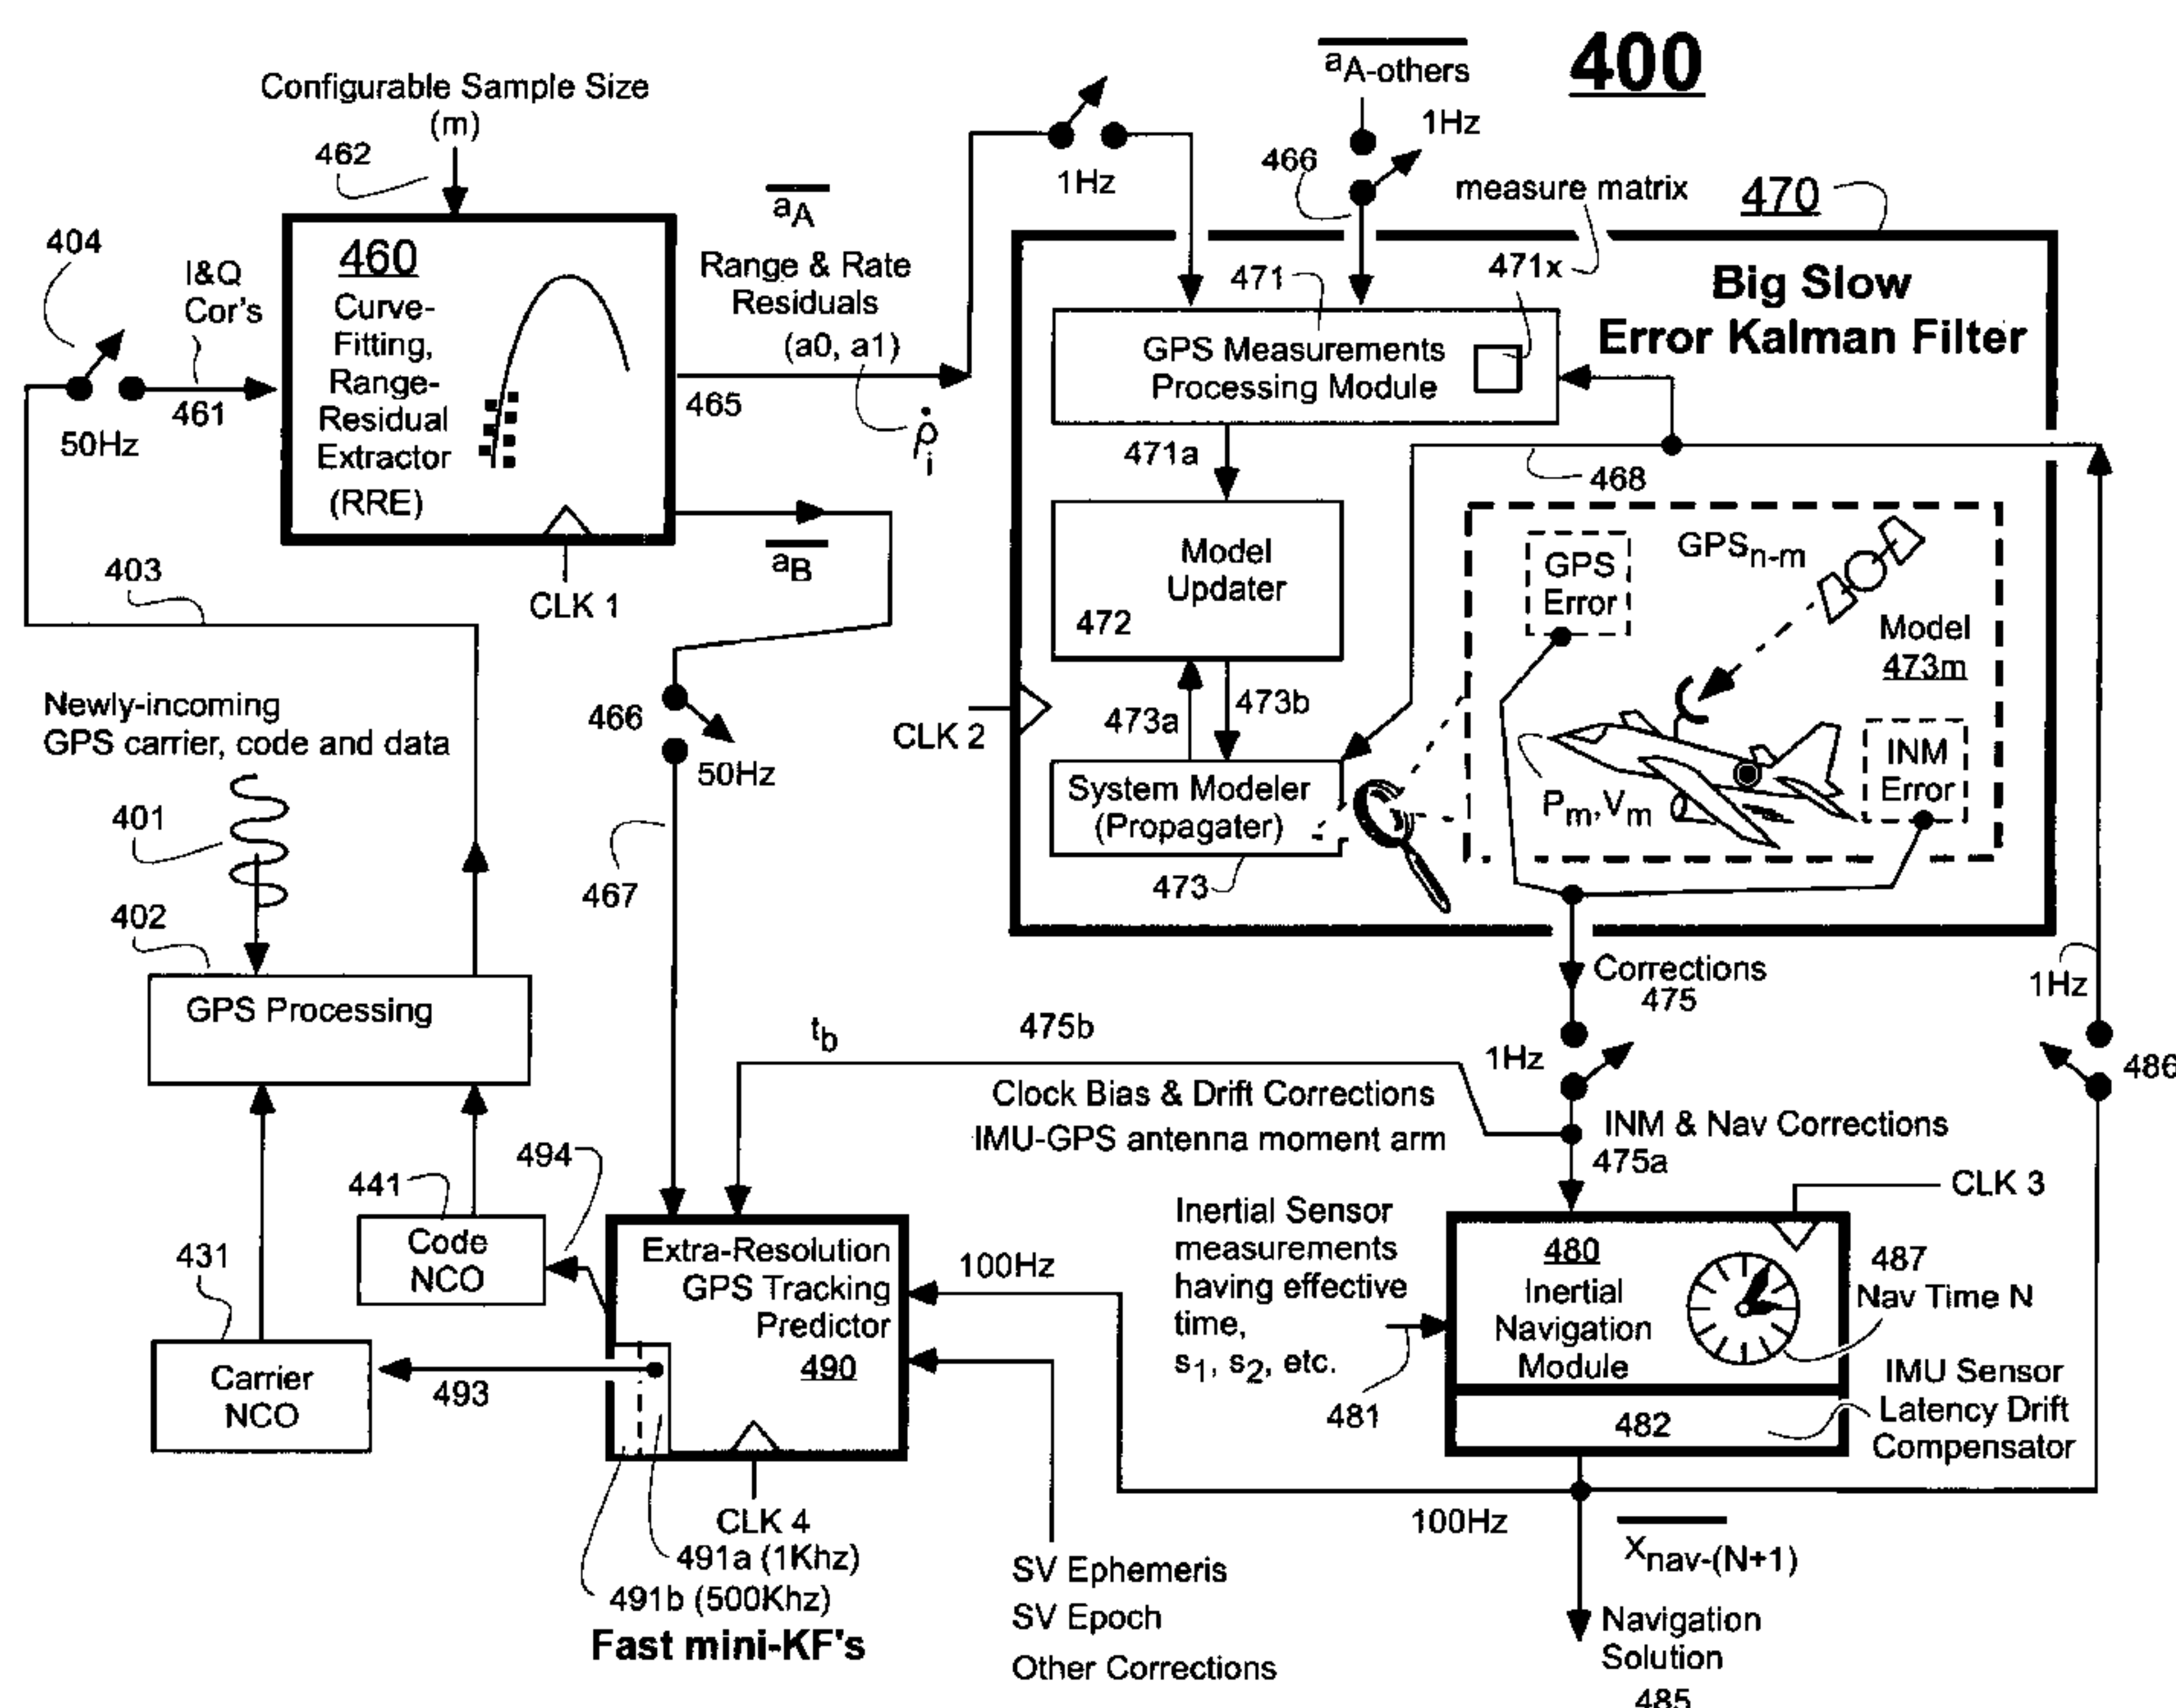 400
Configurable Sample Size
(m)
462
aA-others
1Hz
1Hz
466
measure matrix
470
404
I&Q
Cor's
461
50Hz
460
Curve-
Fitting,
Range-
Residual
Extractor
(RRE)
CLK 1
aA
Range & Rate
Residuals
(a0, a1)
465
ṗi
aB
471
471x
Big Slow
Error Kalman Filter
GPS Measurements
Processing Module
471a
468
Model
Updater
472
473a
473b
CLK 2
System Modeler
(Propagater)
473
GPS
Error
GPSn-m
Model
473m
Pm,Vm
INM
Error
403
Newly-incoming
GPS carrier, code and data
401
402
GPS Processing
466
50Hz
467
Corrections
475
1Hz
1Hz
486
tb
475b
Clock Bias & Drift Corrections
IMU-GPS antenna moment arm
INM & Nav Corrections
475a
CLK 3
494
441
Code
NCO
431
Carrier
NCO
493
Extra-Resolution
GPS Tracking
Predictor
490
100Hz
Inertial Sensor
measurements
having effective
time,
s1, s2, etc.
481
480
Inertial
Navigation
Module
487
Nav Time N
482
IMU Sensor
Latency Drift
Compensator
CLK 4
491a (1Khz)
491b (500Khz)
Fast mini-KF's
SV Ephemeris
SV Epoch
Other Corrections
100Hz
Xnav-(N+1)
Navigation
Solution
485